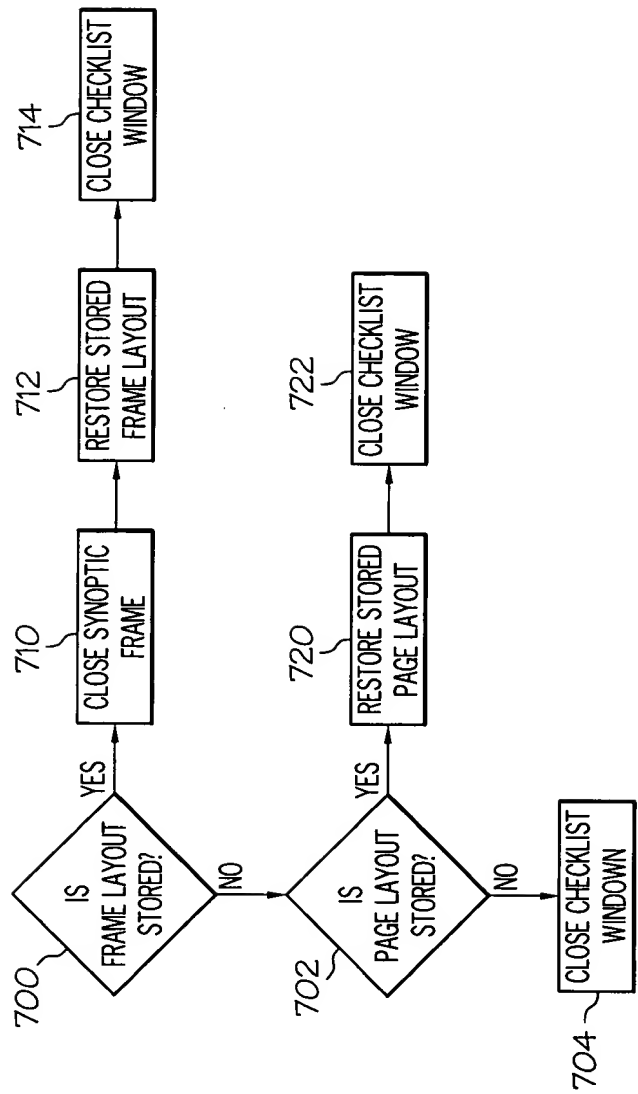 700
IS
FRAME LAYOUT
STORED?
YES
710
CLOSE SYNOPTIC
FRAME
712
RESTORE STORED
FRAME LAYOUT
714
CLOSE CHECKLIST
WINDOW
NO
702
IS
PAGE LAYOUT
STORED?
YES
720
RESTORE STORED
PAGE LAYOUT
722
CLOSE CHECKLIST
WINDOW
NO
704
CLOSE CHECKLIST
WINDOWN